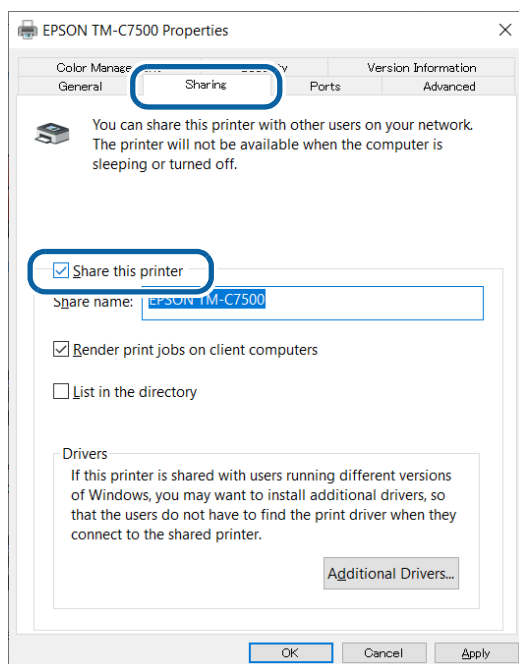 EPSON TM-C7500 Properties
Version Information
General Sharing Ports Advanced
You can share this printer with other users on your network.
The printer will not be available when the computer is
sleeping or turned off.
Share this printer
Share name: EPSON TM-C7500
Render print jobs on client computers
List in the directory
Drivers
If this printer is shared with users running different versions
of Windows, you may want to install additional drivers, so
that the users do not have to find the print driver when they
connect to the shared printer.
Additional Drivers...
OK Cancel Apply